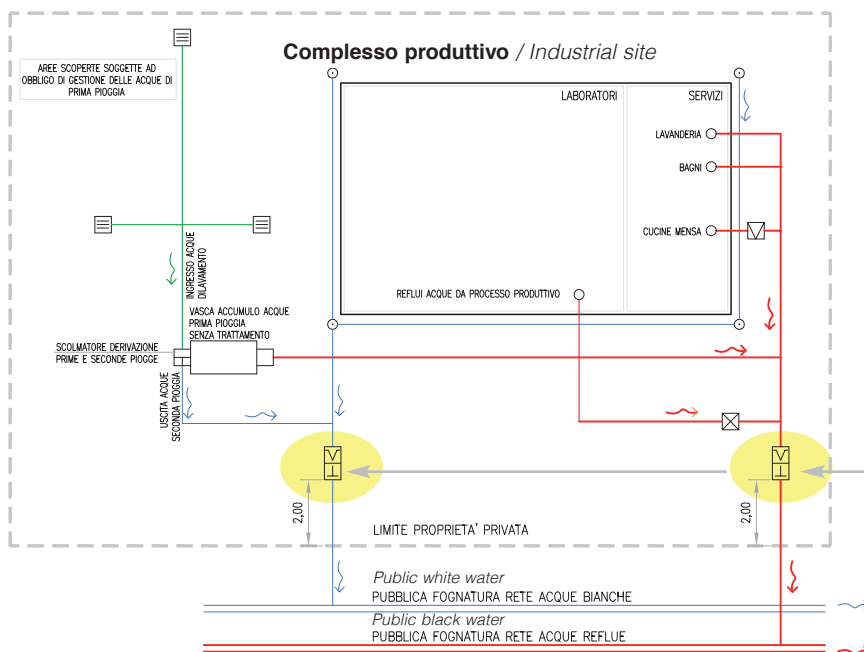 Complesso produttivo / Industrial site
AREE SCOPERTE SOGGETTE AD
OBBLIGO DI GESTIONE DELLE ACQUE DI
PRIMA PIOGGIA
LABORATORI
SERVIZI
LAVANDERIA
BAGNI
CUCINE MENSA
REFLUI ACQUE DA PROCESSO PRODUTTIVO
INGRESSO ACQUE
DILAVAMENTO
VASCA ACCUMULO ACQUE
PRIMA PIOGGIA
SENZA TRATTAMENTO
SCOLMATORE DERIVAZIONE
PRIME E SECONDE PIOGGE
USCITA ACQUE
SECONDA PIOGGIA
2,00
2,00
LIMITE PROPRIETA' PRIVATA
Public white water
PUBBLICA FOGNATURA RETE ACQUE BIANCHE
Public black water
PUBBLICA FOGNATURA RETE ACQUE REFLUE